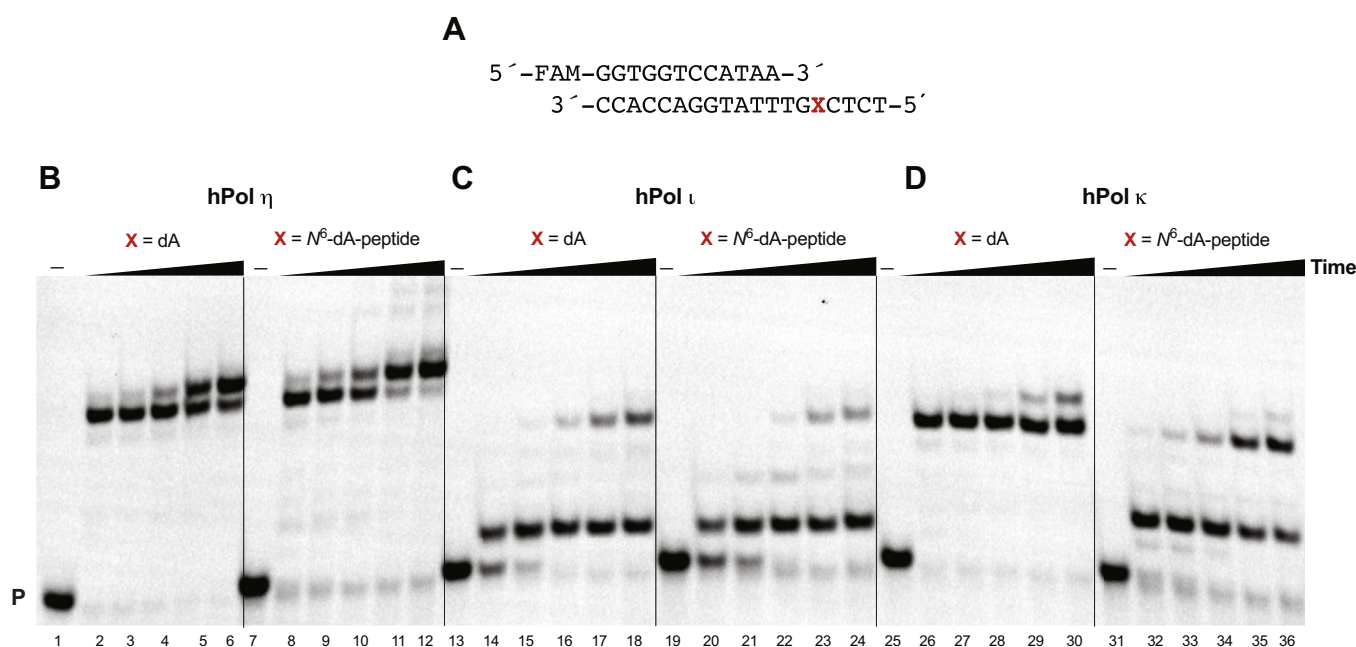 A
5´–FAM–GGTGGTCCATAA–3´
3´–CCACCAGGTATTTGXCTCT–5´
B C D
hPol η hPol ι hPol κ
X = dA X = N⁶-dA-peptide X = dA X = N⁶-dA-peptide X = dA X = N⁶-dA-peptide
– – – – – – Time
P
1 2 3 4 5 6 7 8 9 10 11 12 13 14 15 16 17 18 19 20 21 22 23 24 25 26 27 28 29 30 31 32 33 34 35 36